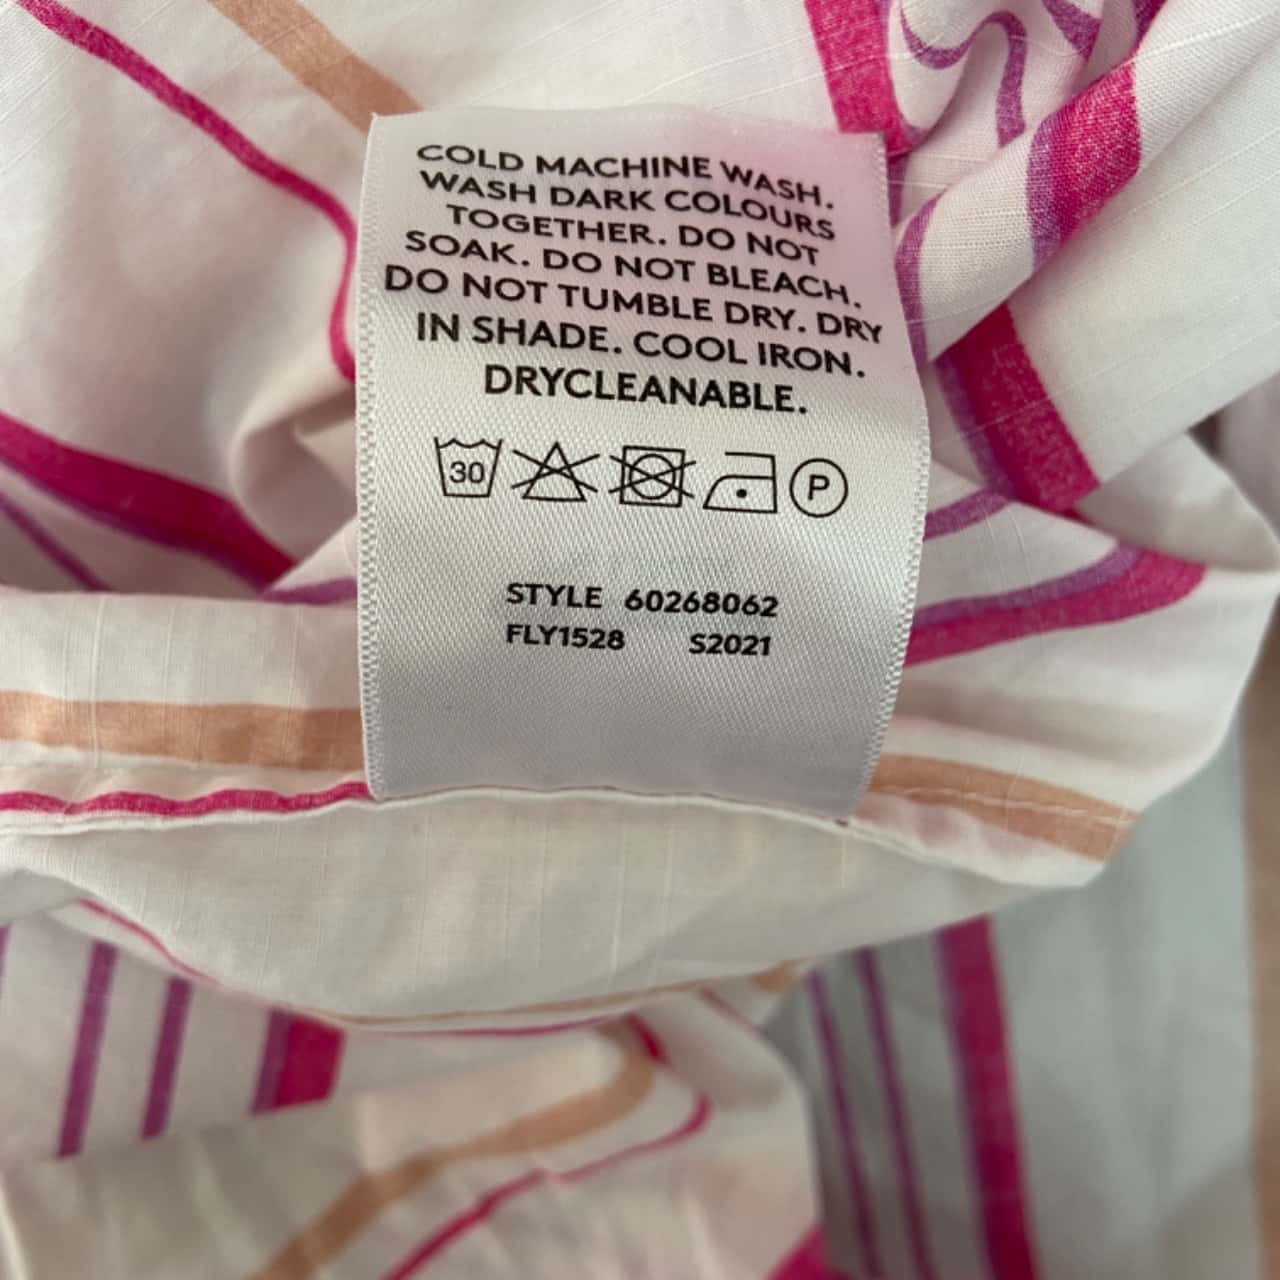 COLD MACHINE WASH.
WASH DARK COLOURS
TOGETHER. DO NOT
SOAK. DO NOT BLEACH.
DO NOT TUMBLE DRY. DRY
IN SHADE. COOL IRON.
DRYCLEANABLE.
30 P
STYLE 60268062
FLY1528 S2021